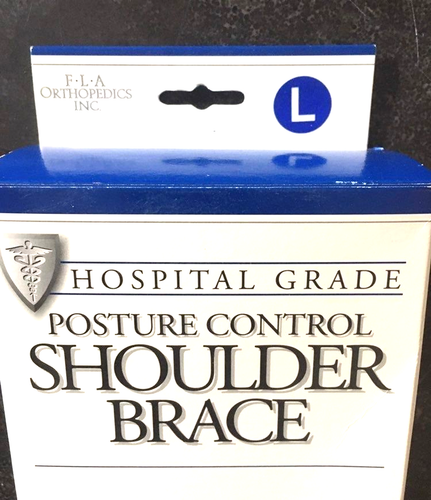 F·L·A
ORTHOPEDICS
INC.
L
HOSPITAL GRADE
POSTURE CONTROL
SHOULDER
BRACE